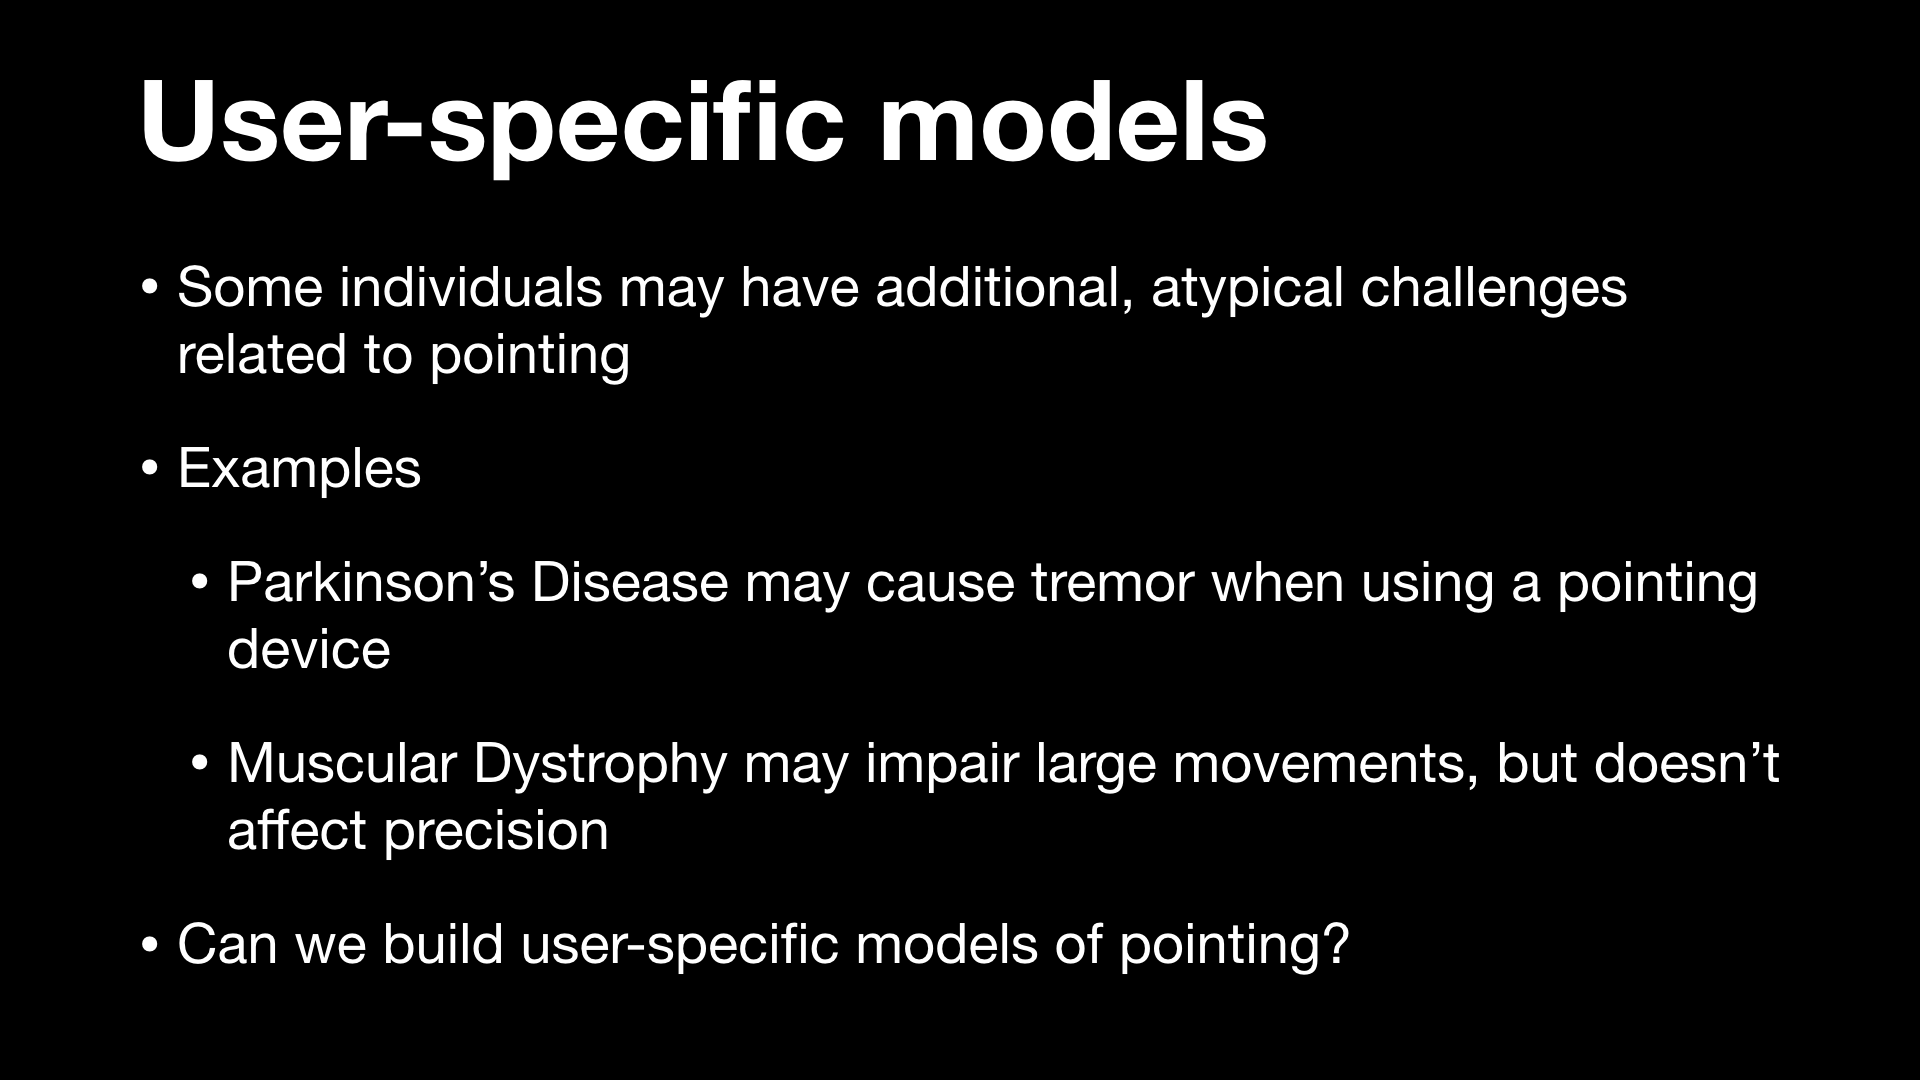 User-specific models
• Some individuals may have additional, atypical challenges
related to pointing
• Examples
• Parkinson’s Disease may cause tremor when using a pointing
device
• Muscular Dystrophy may impair large movements, but doesn’t
affect precision
• Can we build user-specific models of pointing?